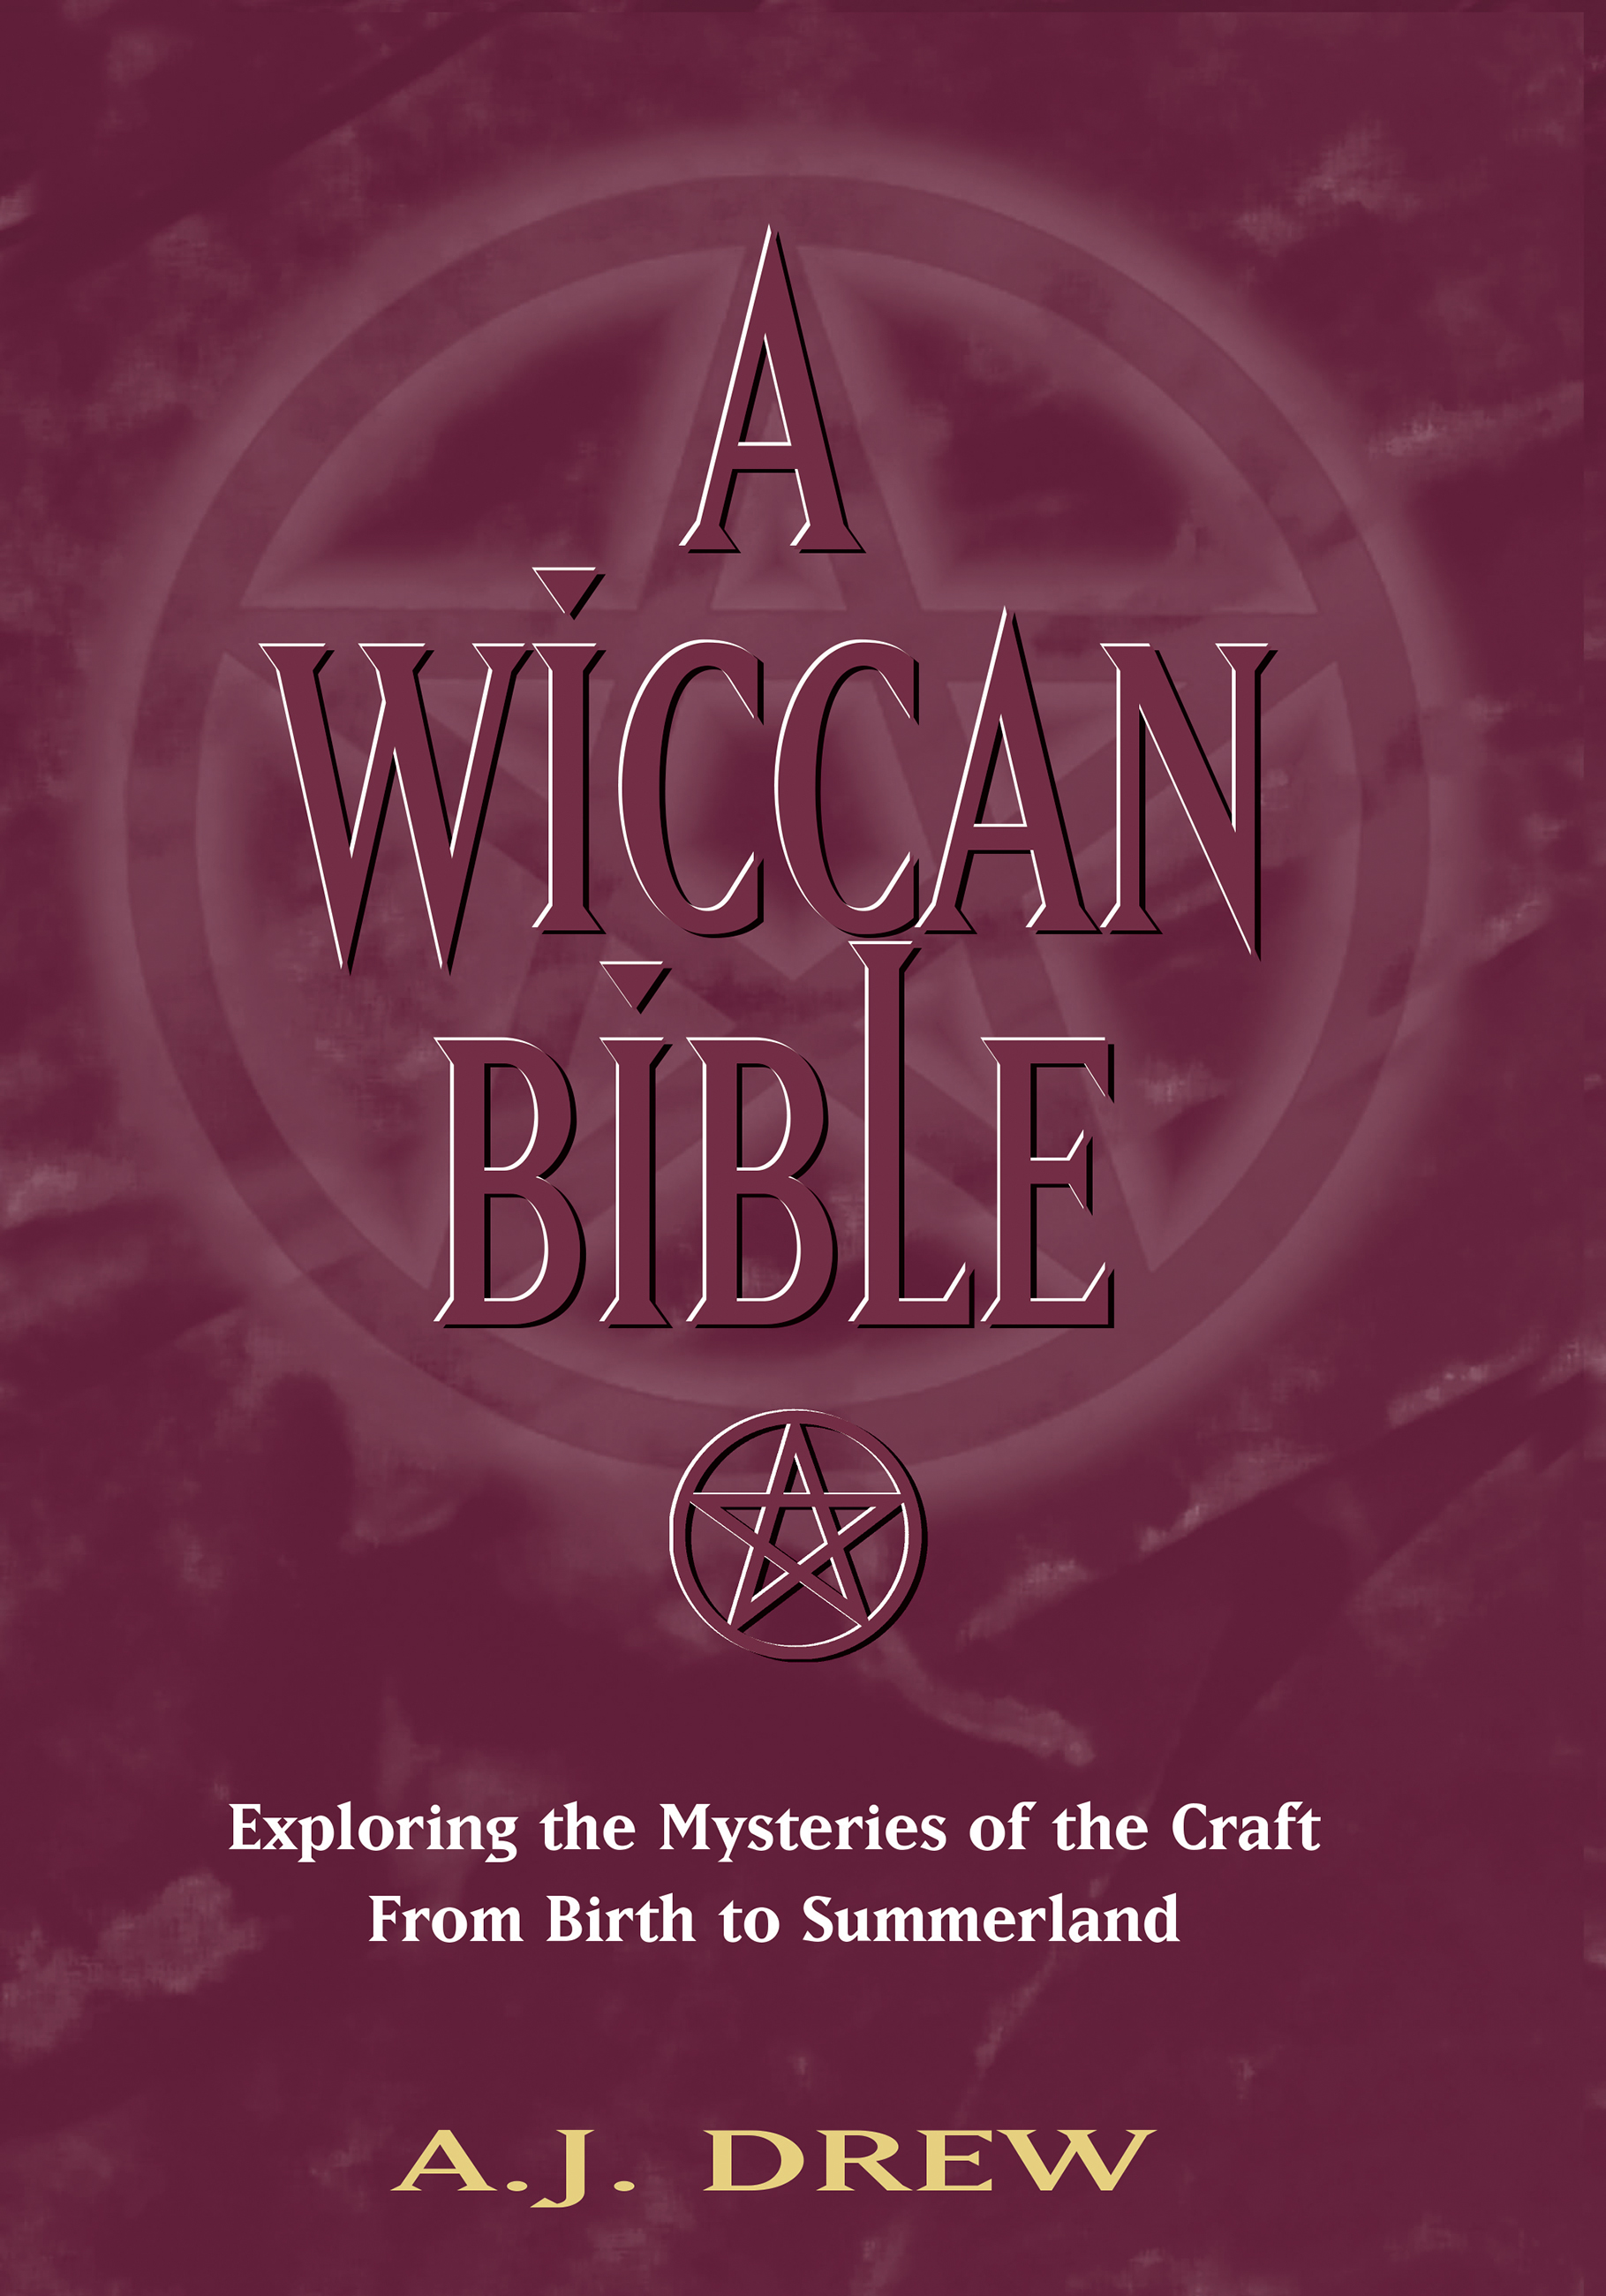 A
WiCCAN
BiBLE
Exploring the Mysteries of the Craft
From Birth to Summerland
A.J. DREW